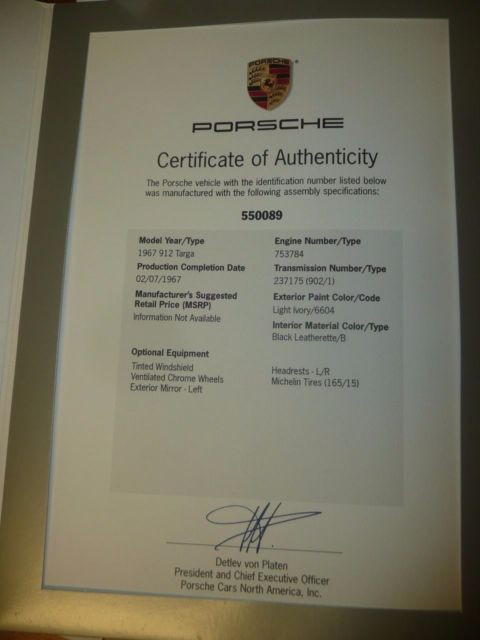 PORSCHE
PORSCHE
Certificate of Authenticity
The Porsche vehicle with the identification number listed below
was manufactured with the following assembly specifications:
550089
Model Year/Type
1967 912 Targa
Production Completion Date
02/07/1967
Manufacturer's Suggested
Retail Price (MSRP)
Information Not Available
Engine Number/Type
753784
Transmission Number/Type
237175 (902/1)
Exterior Paint Color/Code
Light Ivory/6604
Interior Material Color/Type
Black Leatherette/B
Optional Equipment
Tinted Windshield
Ventilated Chrome Wheels
Exterior Mirror - Left
Headrests - L/R
Michelin Tires (165/15)
Detlev von Platen
President and Chief Executive Officer
Porsche Cars North America, Inc.